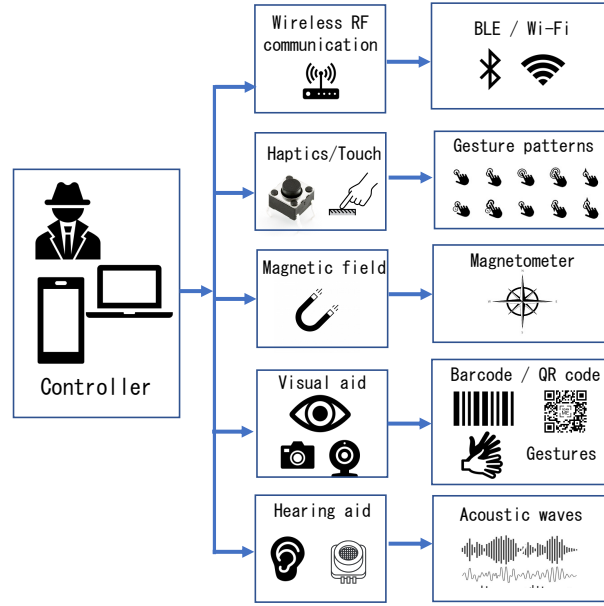 Wireless RF
communication
BLE / Wi-Fi
Haptics/Touch
Gesture patterns
Controller
Magnetic field
Magnetometer
Visual aid
Barcode / QR code
Gestures
Hearing aid
Acoustic waves